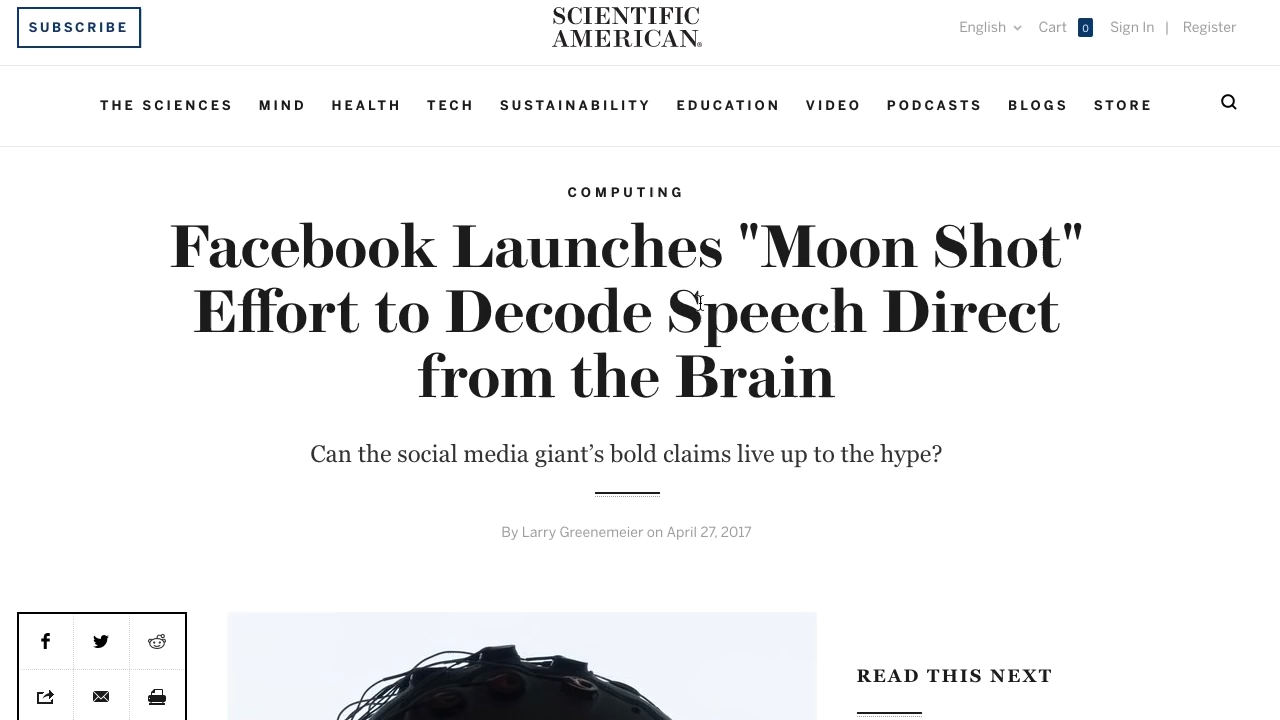 SUBSCRIBE
SCIENTIFIC
AMERICAN®
English
Cart 0 Sign In | Register
THE SCIENCES MIND HEALTH TECH SUSTAINABILITY EDUCATION VIDEO PODCASTS BLOGS STORE
COMPUTING
Facebook Launches "Moon Shot"
Effort to Decode Speech Direct
from the Brain
Can the social media giant’s bold claims live up to the hype?
By Larry Greenemeier on April 27, 2017
READ THIS NEXT